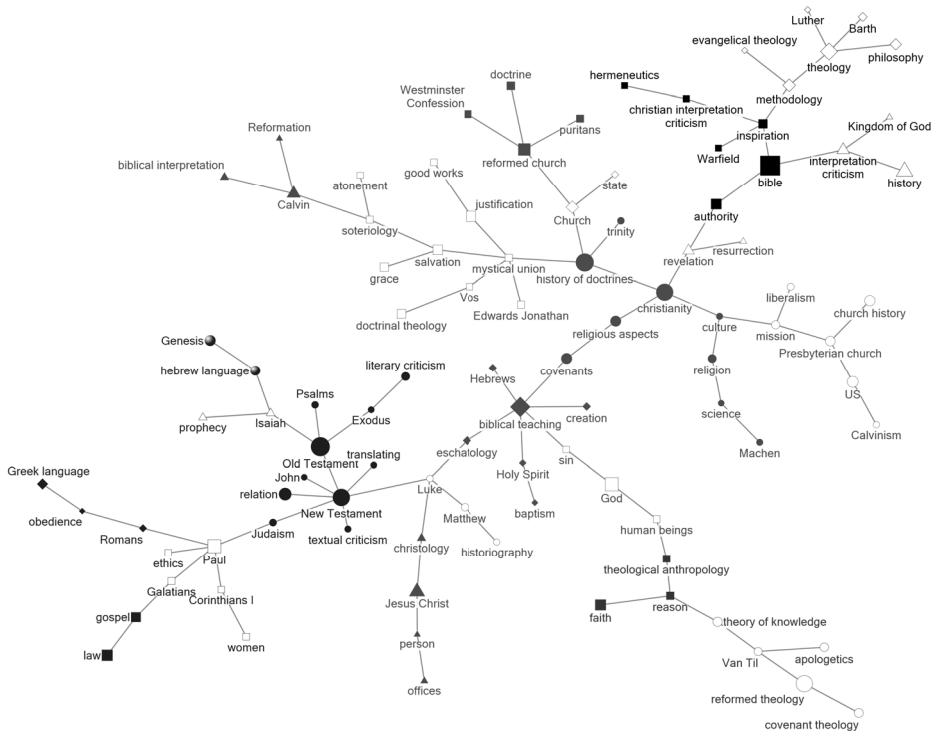 Luther
Barth
evangelical theology
philosophy
theology
doctrine
hermeneutics
Westminster
Confession
methodology
christian interpretation
criticism
Kingdom of God
Reformation
puritans
inspiration
biblical interpretation
reformed church
Warfield
interpretation
criticism
good works
bible
history
atonement
state
Calvin
justification
authority
Church
soteriology
trinity
salvation
mystical union
revelation
resurrection
grace
history of doctrines
Vos
christianity
liberalism
church history
doctrinal theology
Edwards Jonathan
religious aspects
culture
mission
Genesis
Presbyterian church
hebrew language
literary criticism
covenants
religion
Hebrews
Psalms
US
prophecy
Isaiah
Exodus
biblical teaching
creation
science
Calvinism
eschatology
translating
sin
Machen
Old Testament
Greek language
John
Holy Spirit
relation
Luke
God
New Testament
baptism
obedience
Matthew
human beings
Romans
Judaism
textual criticism
ethics
Paul
christology
historiography
theological anthropology
Galatians
Corinthians I
Jesus Christ
reason
gospel
faith
theory of knowledge
women
person
law
Van Til
apologetics
offices
reformed theology
covenant theology